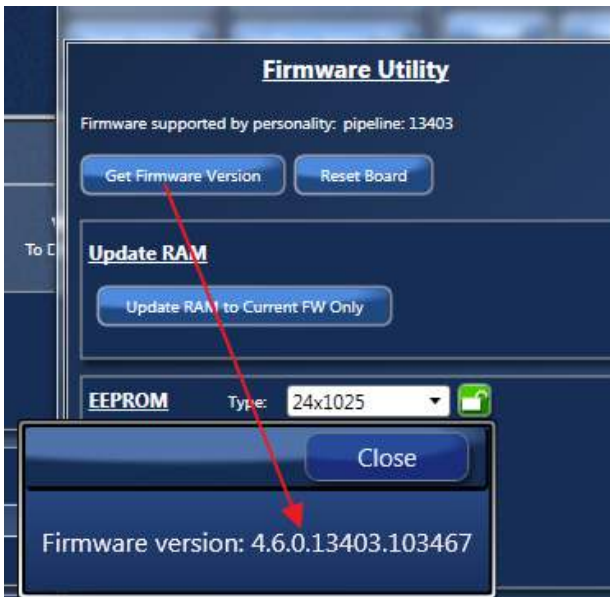 Firmware Utility
Firmware supported by personality: pipeline: 13403
Get Firmware Version Reset Board
To D
Update RAM
Update RAM to Current FW Only
EEPROM Type: 24x1025
Close
Firmware version: 4.6.0.13403.103467